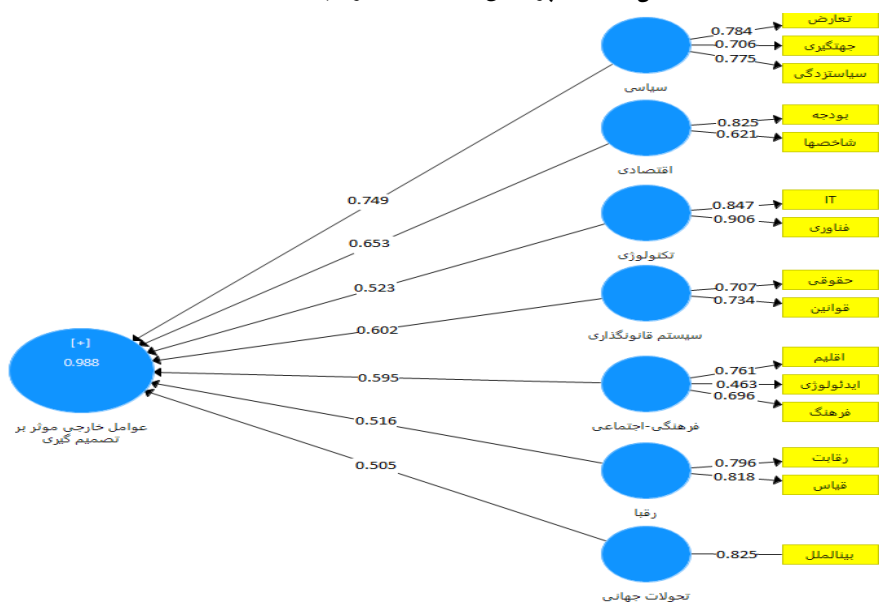 تعارض
0.784
جهتگیری
0.706
سیاستزدگی
0.775
سیاسی
بودجه
0.825
شاخصها
0.621
اقتصادی
0.749
IT
0.847
فناوری
0.906
تکنولوژی
0.653
0.523
حقوقی
0.707
قوانین
0.734
سیستم قانونگذاری
0.602
[+]
0.988
عوامل خارجی موثر بر
تصمیم گیری
اقلیم
0.761
ایدئولوژی
0.463
فرهنگ
0.696
فرهنگی-اجتماعی
0.595
0.516
رقابت
0.796
قیاس
0.818
رقبا
0.505
بینالملل
0.825
تحولات جهانی